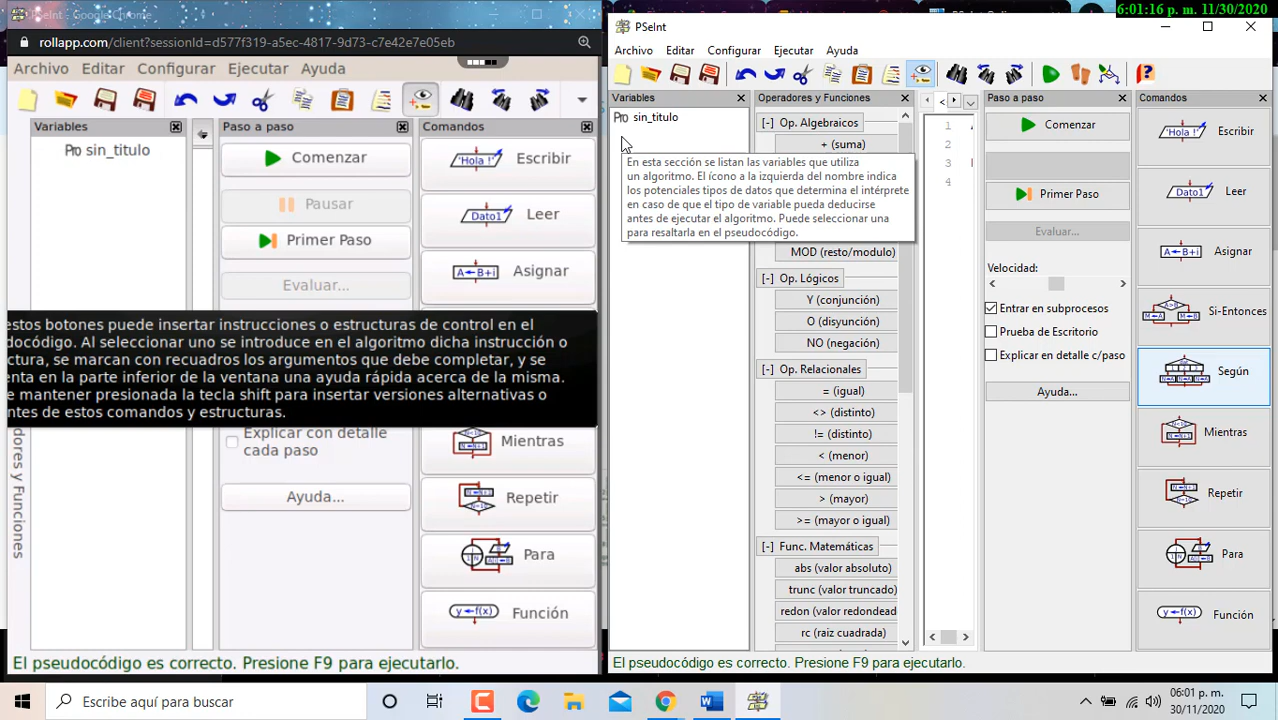 6:01:16 p. m. 11/30/2020
PSeInt - Google Chrome
rollapp.com/client?sessionId=d577f319-a5ec-4817-9d73-c7e42e7e05eb
Archivo Editar Configurar Ejecutar Ayuda
Variables
Pro sin_titulo
Paso a paso
Comenzar
Pausar
Primer Paso
Evaluar...
Comandos
'Hola !' Escribir
Dato1 Leer
A←B+i Asignar
estos botones puede insertar instrucciones o estructuras de control en el
docódigo. Al seleccionar uno se introduce en el algoritmo dicha instrucción o
ctura, se marcan con recuadros los argumentos que debe completar, y se
enta en la parte inferior de la ventana una ayuda rápida acerca de la misma.
e mantener presionada la tecla shift para insertar versiones alternativas o
ntes de estos comandos y estructuras.
dores y Funciones
Explicar con detalle
cada paso
Ayuda...
Mientras
Repetir
Para
y←f(x) Función
El pseudocódigo es correcto. Presione F9 para ejecutarlo.
PSeInt
Archivo Editar Configurar Ejecutar Ayuda
Variables
Pro sin_titulo
En esta sección se listan las variables que utiliza
un algoritmo. El ícono a la izquierda del nombre indica
los potenciales tipos de datos que determina el intérprete
en caso de que el tipo de variable pueda deducirse
antes de ejecutar el algoritmo. Puede seleccionar una
para resaltarla en el pseudocódigo.
Operadores y Funciones
[-] Op. Algebraicos
+ (suma)
MOD (resto/modulo)
[-] Op. Lógicos
Y (conjunción)
O (disyunción)
NO (negación)
[-] Op. Relacionales
= (igual)
<> (distinto)
!= (distinto)
< (menor)
<= (menor o igual)
> (mayor)
>= (mayor o igual)
[-] Func. Matemáticas
abs (valor absoluto)
trunc (valor truncado)
redon (valor redondead
rc (raiz cuadrada)
1
2
3
4
Paso a paso
Comenzar
Primer Paso
Evaluar...
Velocidad:
Entrar en subprocesos
Prueba de Escritorio
Explicar en detalle c/paso
Ayuda...
Comandos
'Hola !' Escribir
Dato1 Leer
A←B+i Asignar
Si-Entonces
Según
Mientras
Repetir
Para
y←f(x) Función
El pseudocódigo es correcto. Presione F9 para ejecutarlo.
Escribe aquí para buscar
06:01 p. m.
30/11/2020